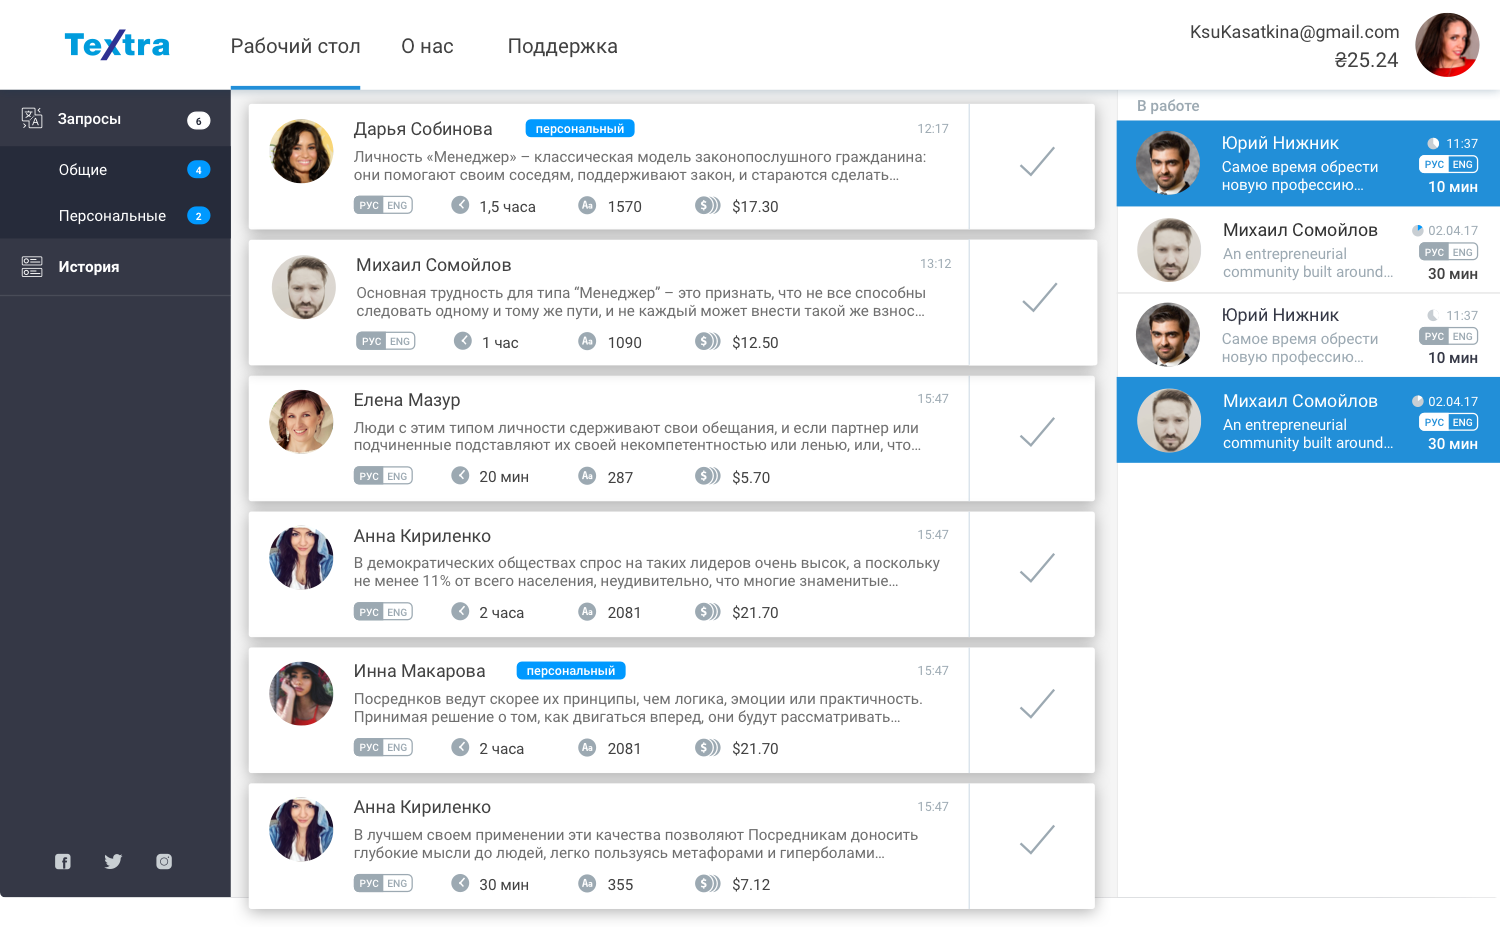 Textra
Рабочий стол
О нас
Поддержка
KsuKasatkina@gmail.com
₴25.24
Запросы
6
Общие
4
Персональные
2
История
Дарья Собинова
персональный
12:17
Личность «Менеджер» – классическая модель законопослушного гражданина:
они помогают своим соседям, поддерживают закон, и стараются сделать…
РУС ENG
1,5 часа
Aa
1570
$
$17.30
Михаил Сомойлов
13:12
Основная трудность для типа “Менеджер” – это признать, что не все способны
следовать одному и тому же пути, и не каждый может внести такой же взнос…
РУС ENG
1 час
Aa
1090
$
$12.50
Елена Мазур
15:47
Люди с этим типом личности сдерживают свои обещания, и если партнер или
подчиненные подставляют их своей некомпетентностью или ленью, или, что…
РУС ENG
20 мин
Aa
287
$
$5.70
Анна Кириленко
15:47
В демократических обществах спрос на таких лидеров очень высок, а поскольку
не менее 11% от всего населения, неудивительно, что многие знаменитые…
РУС ENG
2 часа
Aa
2081
$
$21.70
Инна Макарова
персональный
15:47
Посреднков ведут скорее их принципы, чем логика, эмоции или практичность.
Принимая решение о том, как двигаться вперед, они будут рассматривать…
РУС ENG
2 часа
Aa
2081
$
$21.70
Анна Кириленко
15:47
В лучшем своем применении эти качества позволяют Посредникам доносить
глубокие мысли до людей, легко пользуясь метафорами и гиперболами…
РУС ENG
30 мин
Aa
355
$
$7.12
В работе
Юрий Нижник
11:37
Самое время обрести
новую профессию…
РУС ENG
10 мин
Михаил Сомойлов
02.04.17
An entrepreneurial
community built around…
РУС ENG
30 мин
Юрий Нижник
11:37
Самое время обрести
новую профессию…
РУС ENG
10 мин
Михаил Сомойлов
02.04.17
An entrepreneurial
community built around…
РУС ENG
30 мин